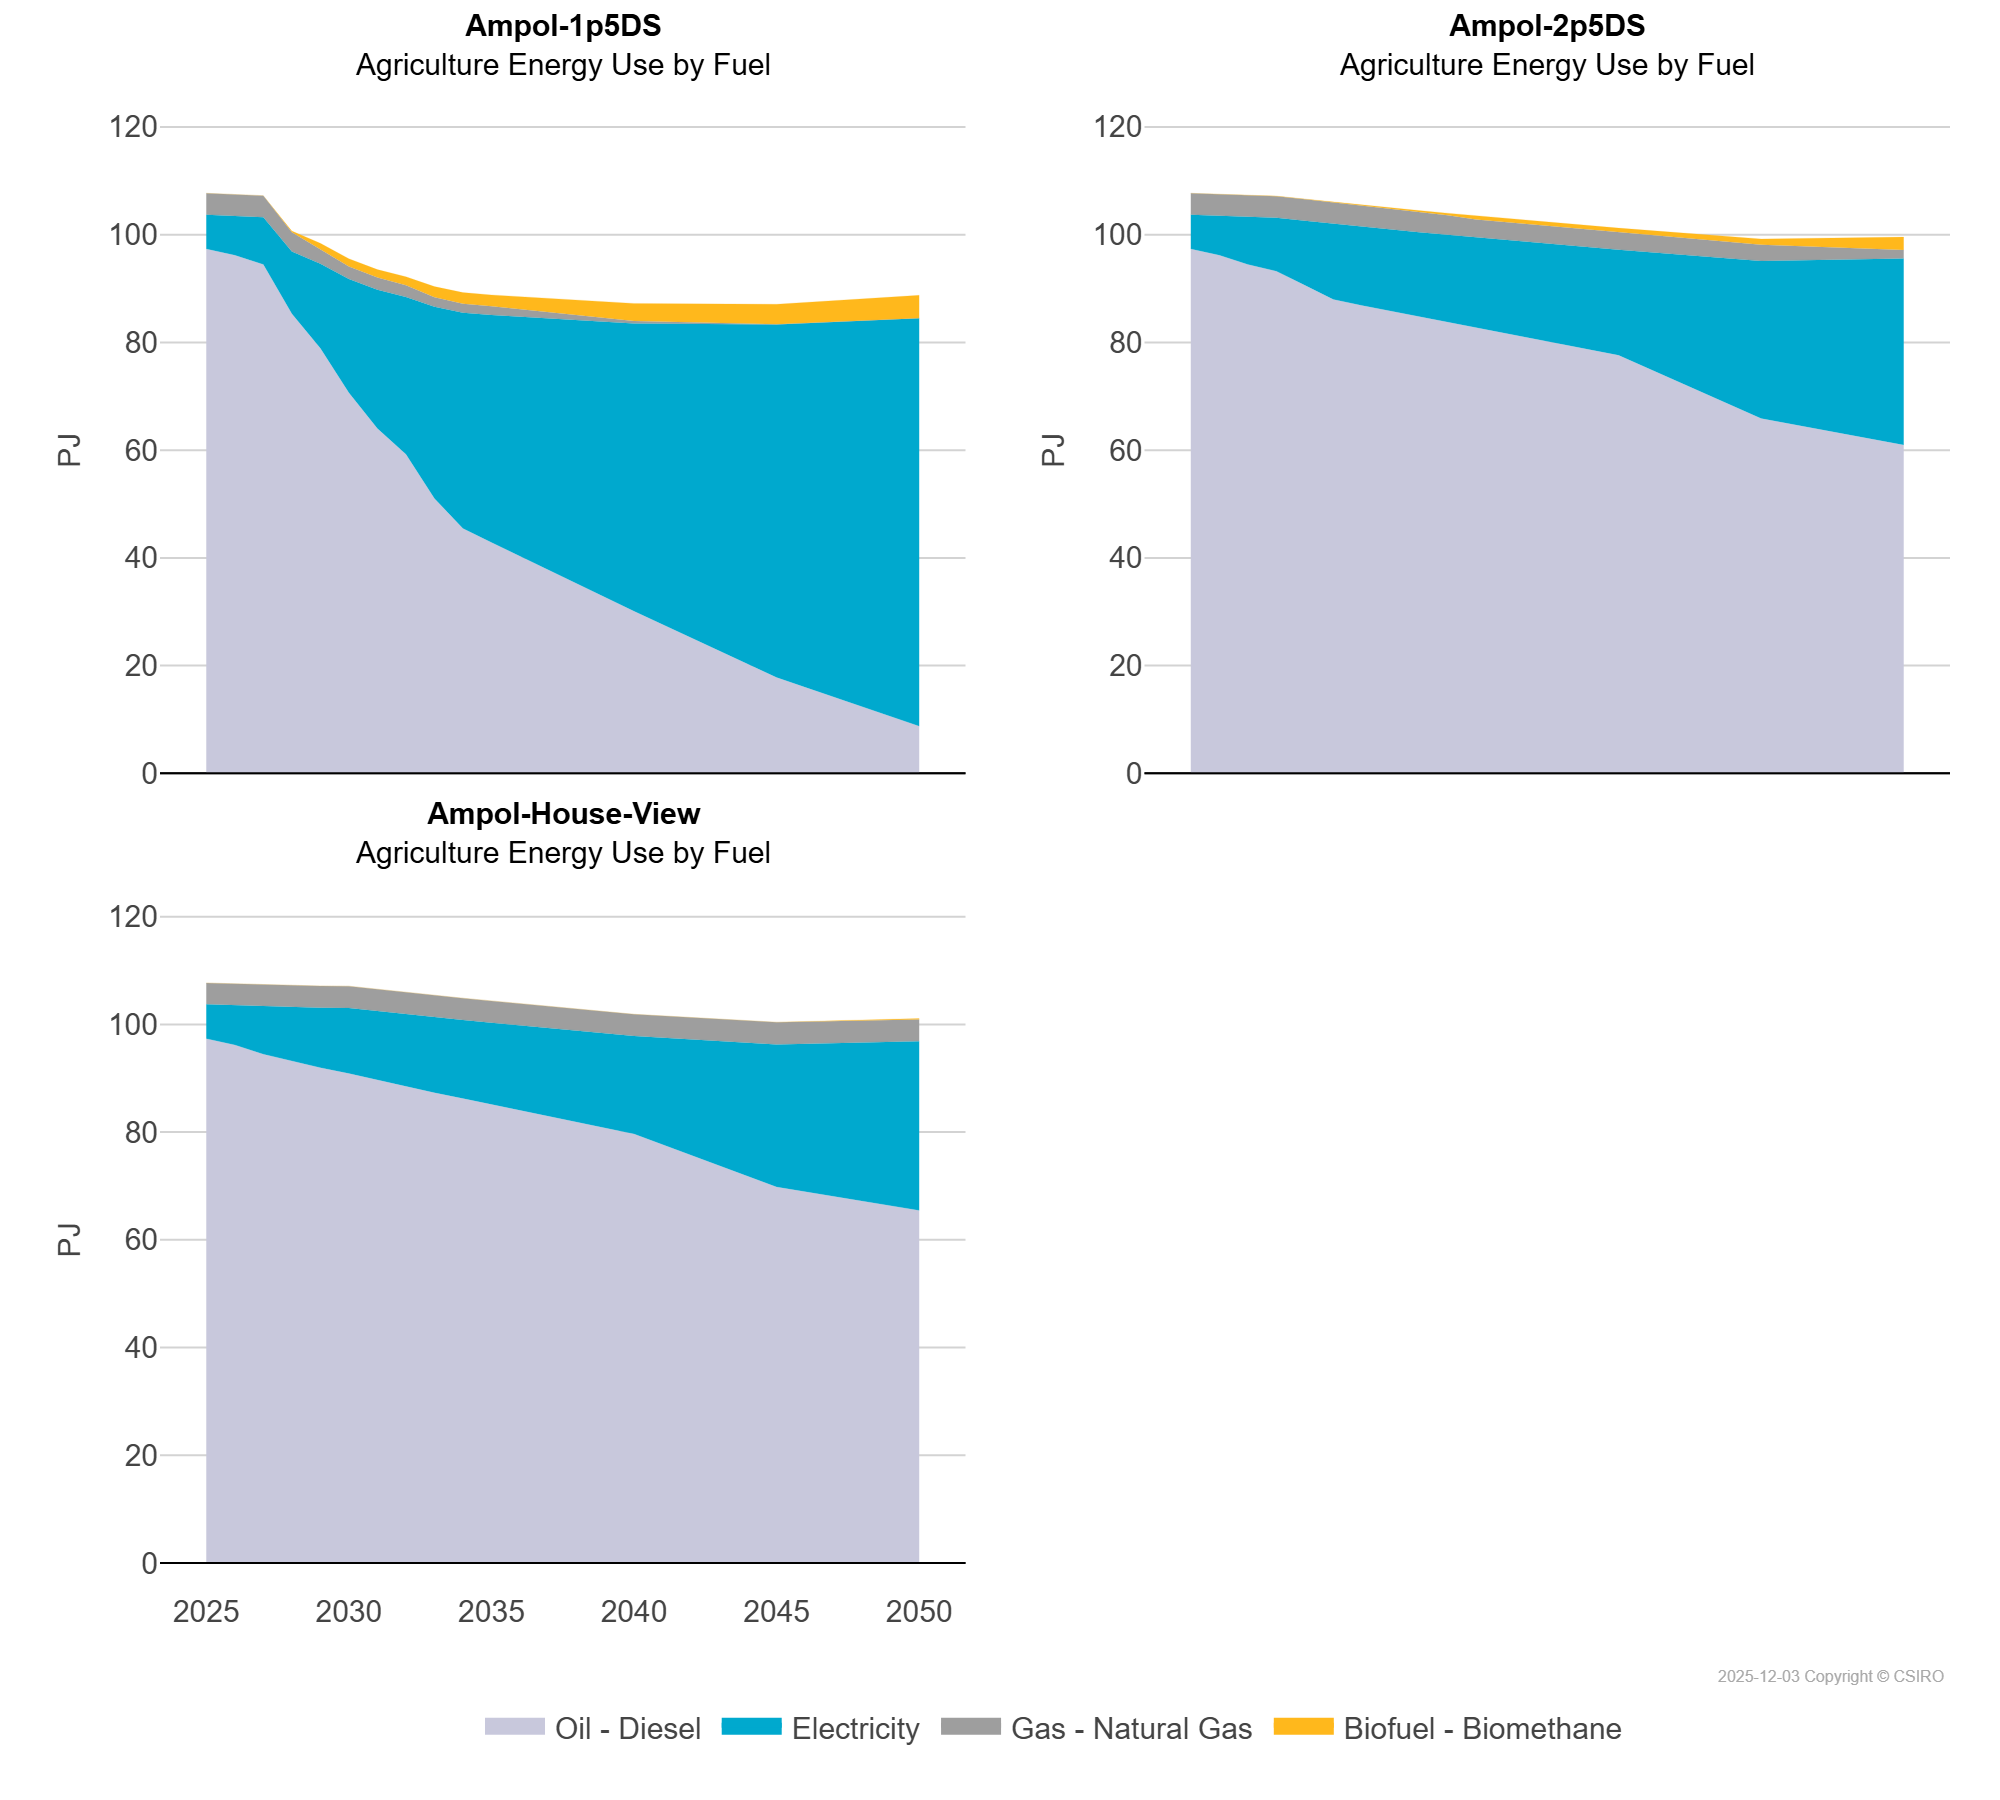 Ampol-1p5DS
Agriculture Energy Use by Fuel
120
100
80
60
40
20
0
PJ
Ampol-2p5DS
Agriculture Energy Use by Fuel
120
100
80
60
40
20
0
PJ
Ampol-House-View
Agriculture Energy Use by Fuel
120
100
80
60
40
20
0
PJ
2025 2030 2035 2040 2045 2050
2025-12-03 Copyright © CSIRO
Oil - Diesel Electricity Gas - Natural Gas Biofuel - Biomethane